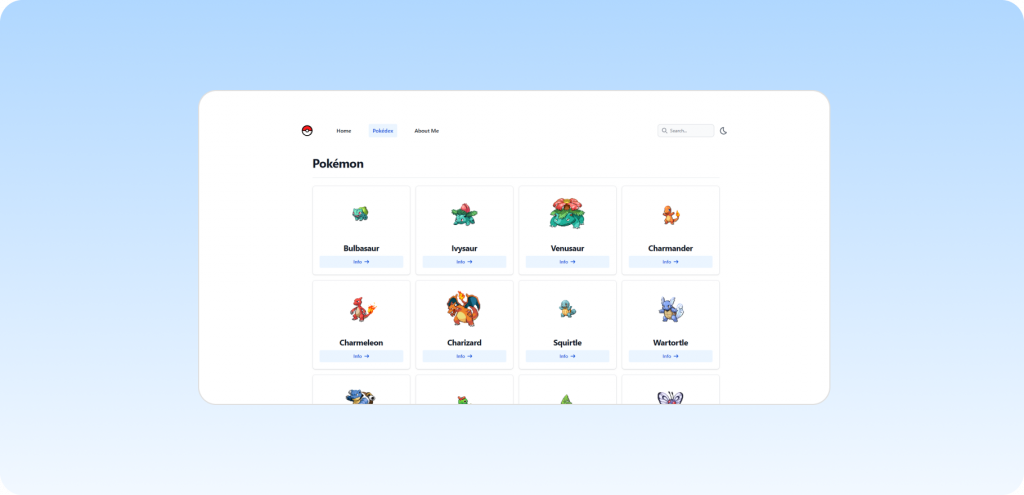 Home Pokédex About Me Search...
Pokémon
Bulbasaur Ivysaur Venusaur Charmander
Info → Info → Info → Info →
Charmeleon Charizard Squirtle Wartortle
Info → Info → Info → Info →